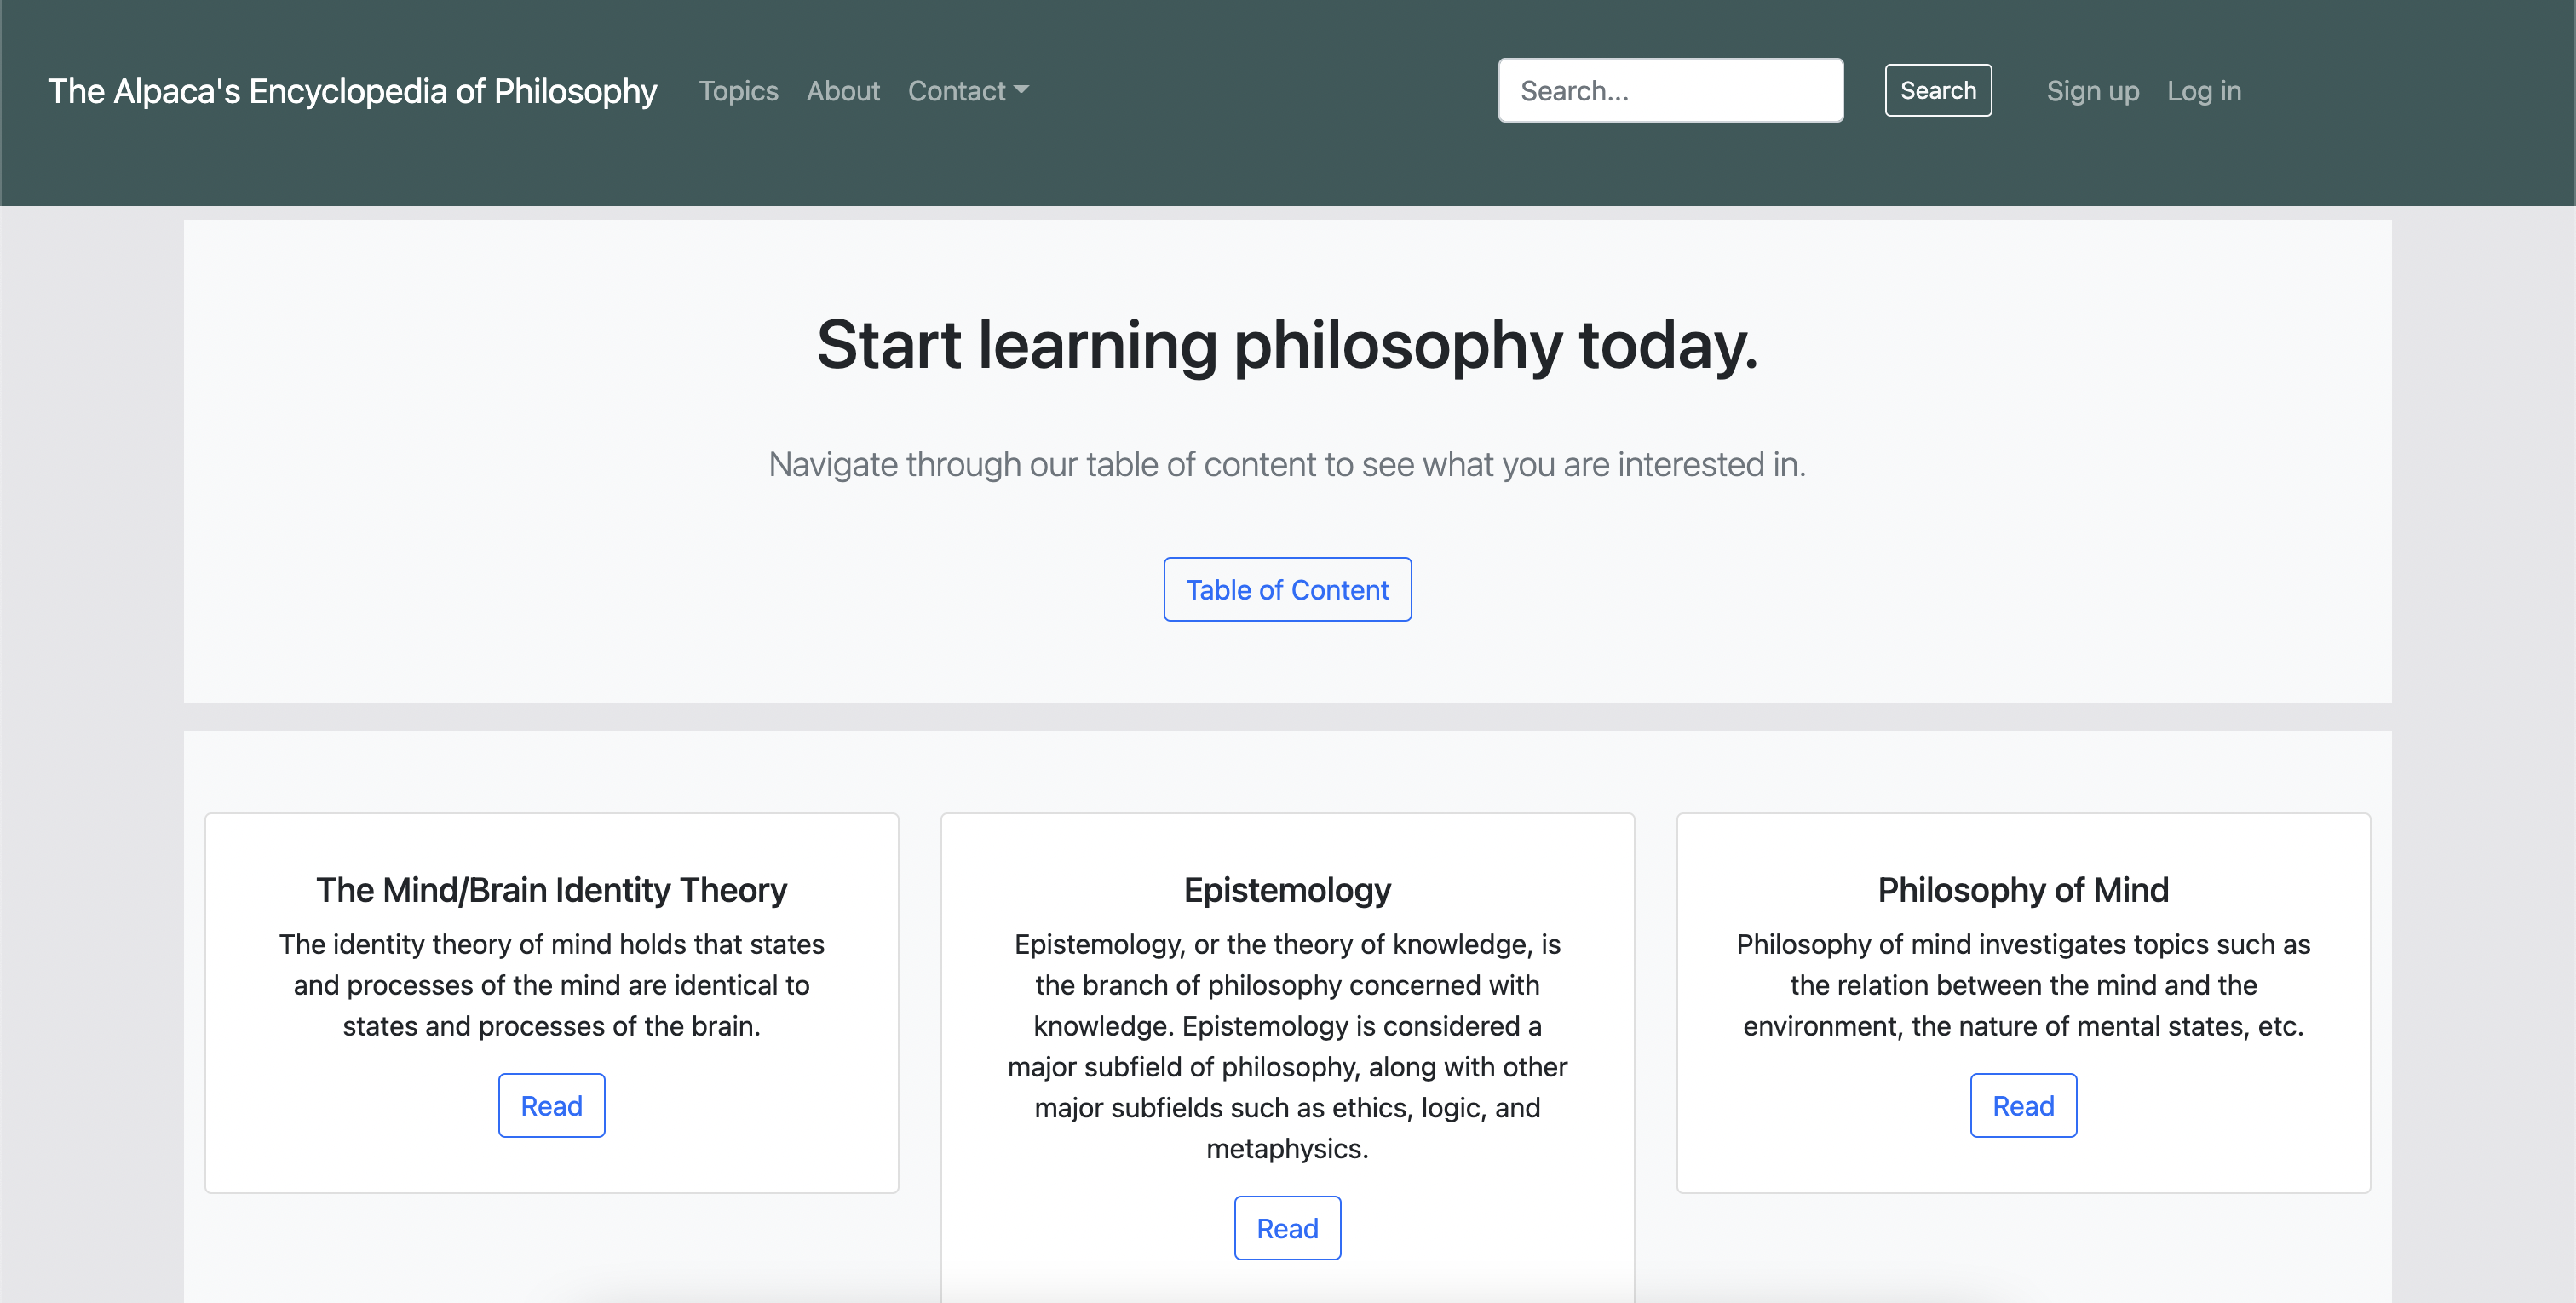 The Alpaca's Encyclopedia of Philosophy Topics About Contact Search... Search Sign up Log in
Start learning philosophy today.
Navigate through our table of content to see what you are interested in.
Table of Content
The Mind/Brain Identity Theory
The identity theory of mind holds that states
and processes of the mind are identical to
states and processes of the brain.
Read
Epistemology
Epistemology, or the theory of knowledge, is
the branch of philosophy concerned with
knowledge. Epistemology is considered a
major subfield of philosophy, along with other
major subfields such as ethics, logic, and
metaphysics.
Read
Philosophy of Mind
Philosophy of mind investigates topics such as
the relation between the mind and the
environment, the nature of mental states, etc.
Read